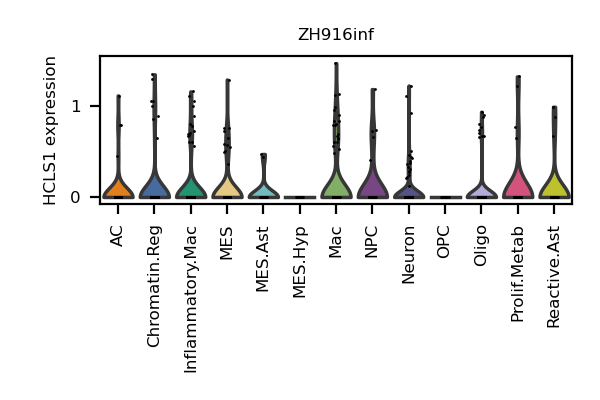 ZH916inf
HCLS1 expression
1
0
AC
Chromatin.Reg
Inflammatory.Mac
MES
MES.Ast
MES.Hyp
Mac
NPC
Neuron
OPC
Oligo
Prolif.Metab
Reactive.Ast